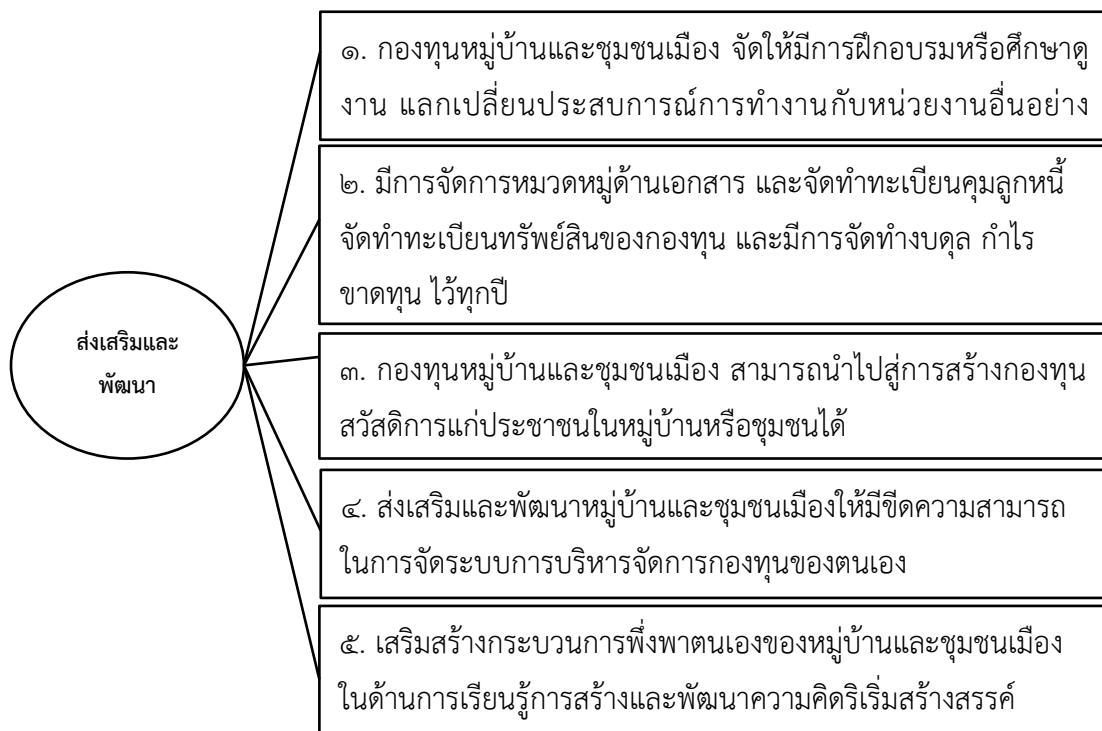 ๑. กองทุนหมู่บ้านและชุมชนเมือง จัดให้มีการฝึกอบรมหรือศึกษาดู
งาน แลกเปลี่ยนประสบการณ์การทำงานกับหน่วยงานอื่นอย่าง
๒. มีการจัดการหมวดหมู่ด้านเอกสาร และจัดทำทะเบียนคุมลูกหนี้
จัดทำทะเบียนทรัพย์สินของกองทุน และมีการจัดทำงบดุล กำไร
ขาดทุน ไว้ทุกปี
ส่งเสริมและ
พัฒนา
๓. กองทุนหมู่บ้านและชุมชนเมือง สามารถนำไปสู่การสร้างกองทุน
สวัสดิการแก่ประชาชนในหมู่บ้านหรือชุมชนได้
๔. ส่งเสริมและพัฒนาหมู่บ้านและชุมชนเมืองให้มีขีดความสามารถ
ในการจัดระบบการบริหารจัดการกองทุนของตนเอง
๕. เสริมสร้างกระบวนการพึ่งพาตนเองของหมู่บ้านและชุมชนเมือง
ในด้านการเรียนรู้การสร้างและพัฒนาความคิดริเริ่มสร้างสรรค์